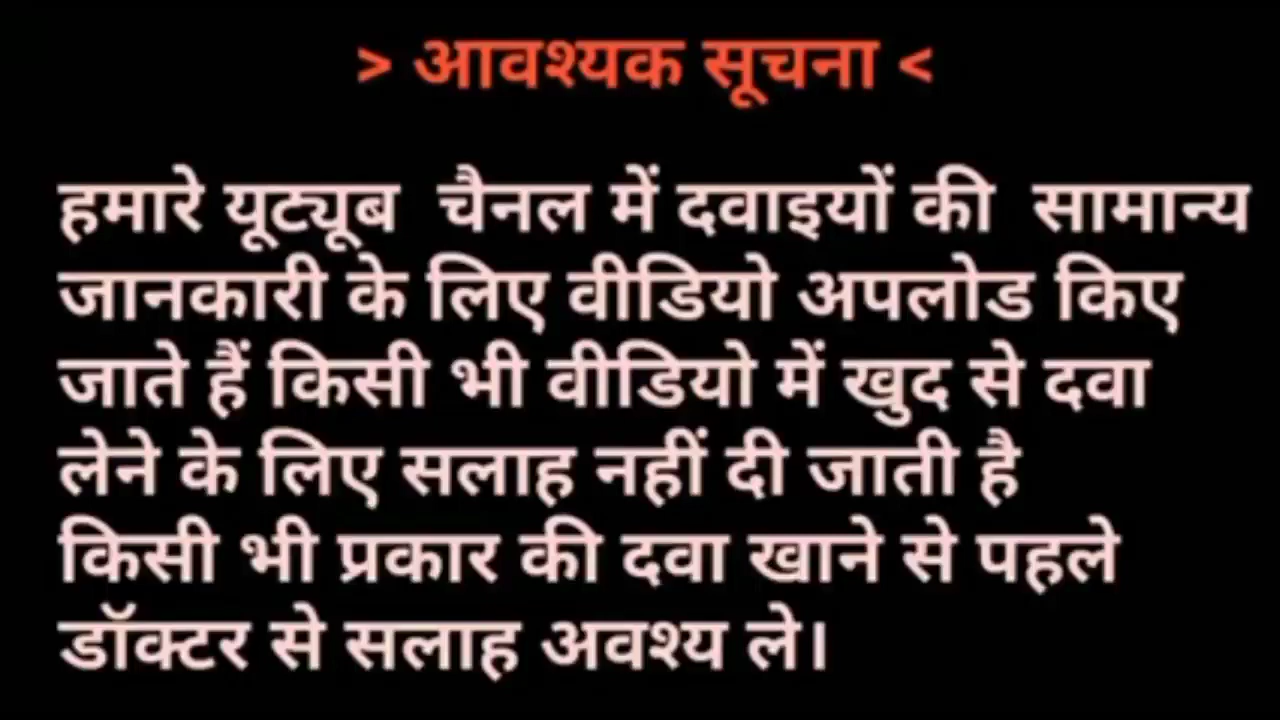 > आवश्यक सूचना <
हमारे यूट्यूब चैनल में दवाइयों की सामान्य
जानकारी के लिए वीडियो अपलोड किए
जाते हैं किसी भी वीडियो में खुद से दवा
लेने के लिए सलाह नहीं दी जाती है
किसी भी प्रकार की दवा खाने से पहले
डॉक्टर से सलाह अवश्य ले।